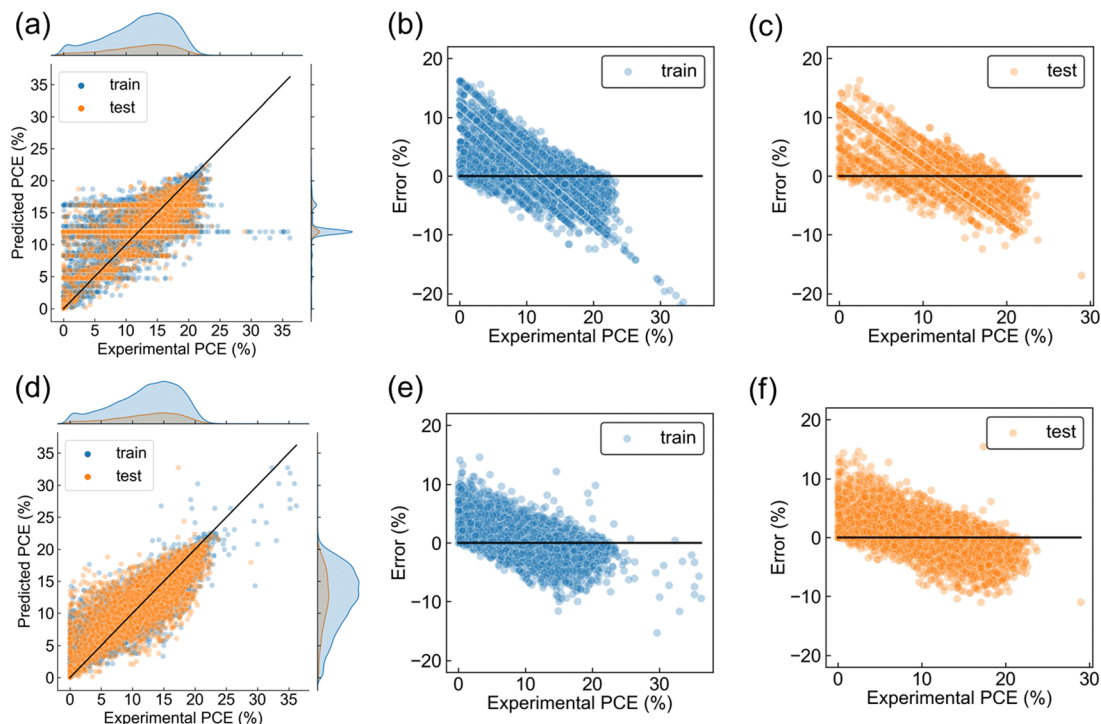 (a)
train
test
Predicted PCE (%)
35
30
25
20
15
10
5
0
0 5 10 15 20 25 30 35
Experimental PCE (%)
(b)
train
Error (%)
20
10
0
−10
−20
0 10 20 30
Experimental PCE (%)
(c)
test
Error (%)
20
10
0
−10
−20
0 10 20 30
Experimental PCE (%)
(d)
train
test
Predicted PCE (%)
35
30
25
20
15
10
5
0
0 5 10 15 20 25 30 35
Experimental PCE (%)
(e)
train
Error (%)
20
10
0
−10
−20
0 10 20 30
Experimental PCE (%)
(f)
test
Error (%)
20
10
0
−10
−20
0 10 20 30
Experimental PCE (%)